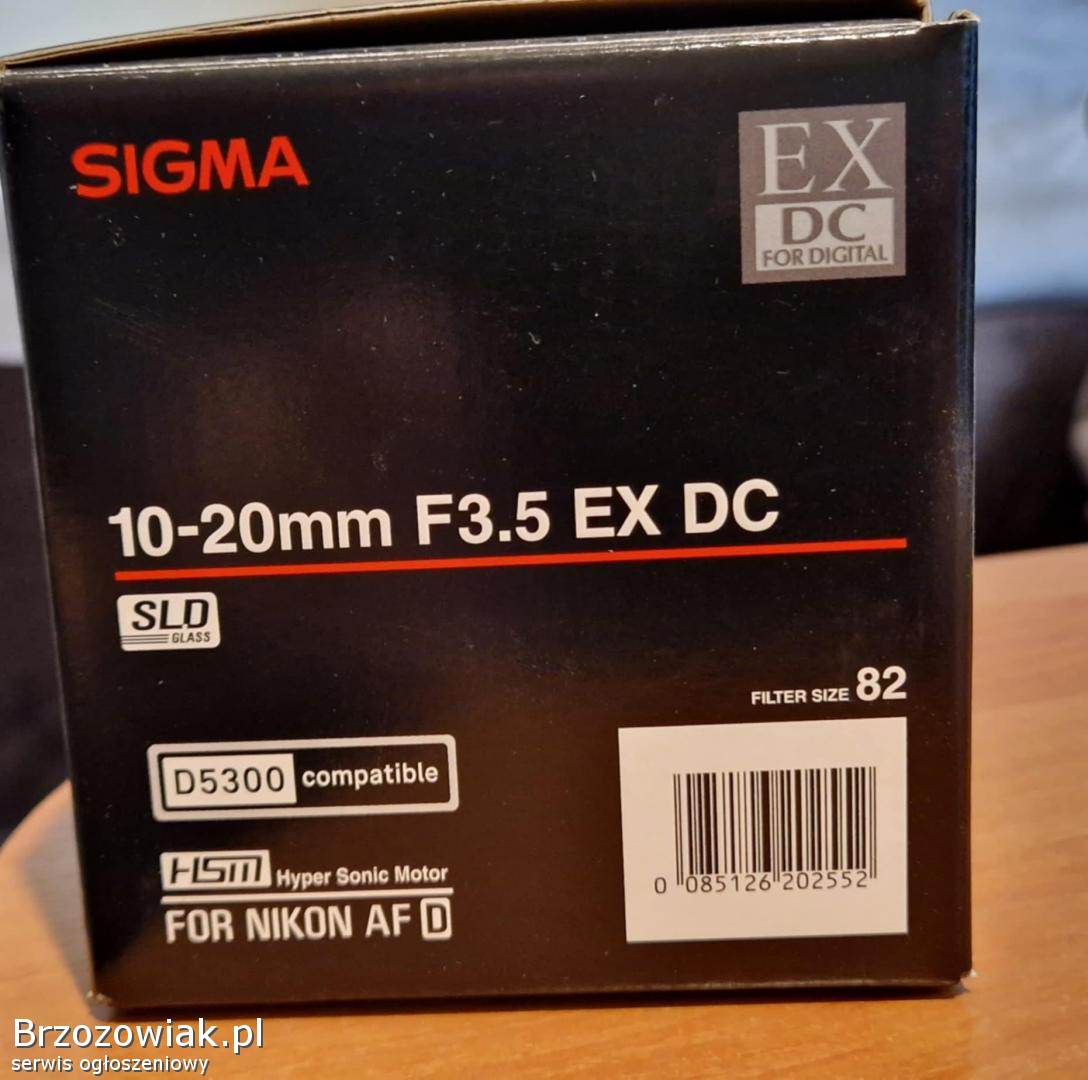 SIGMA
EX
DC
FOR DIGITAL
10-20mm F3.5 EX DC
SLD
GLASS
FILTER SIZE 82
D5300 compatible
HSM Hyper Sonic Motor
FOR NIKON AF D
0 085126 202552
Brzozowiak.pl
serwis ogłoszeniowy